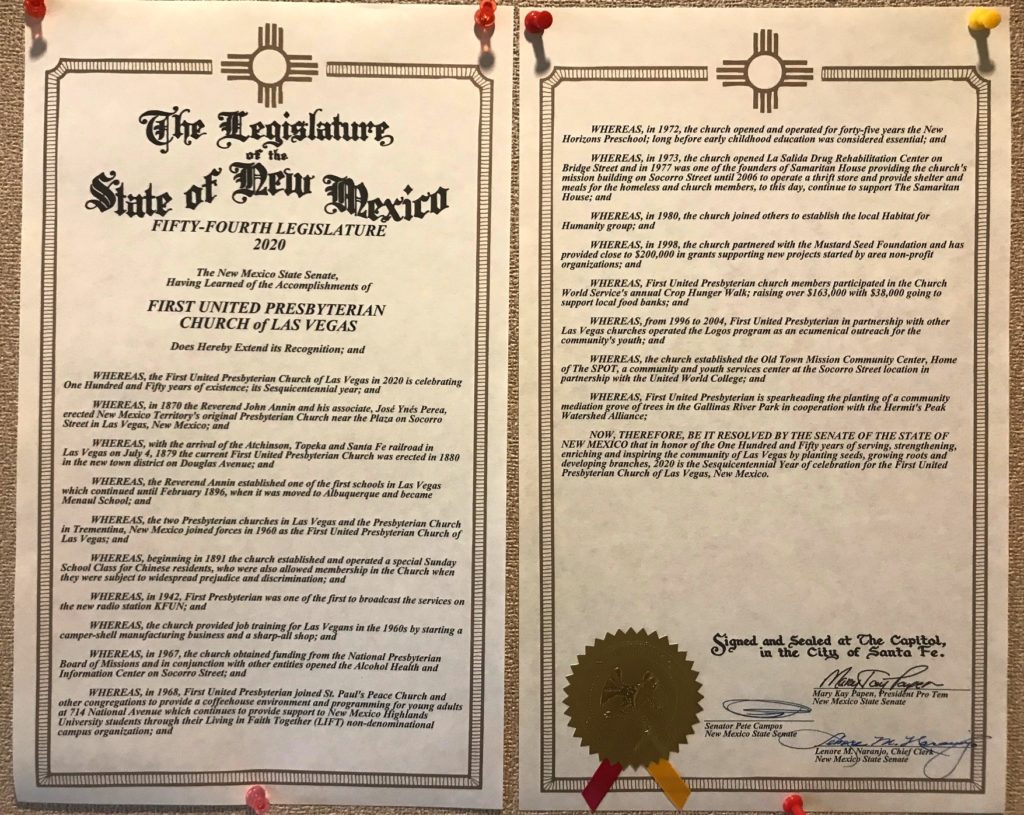 The Legislature
of the
State of New Mexico
FIFTY-FOURTH LEGISLATURE
2020
The New Mexico State Senate,
Having Learned of the Accomplishments of
FIRST UNITED PRESBYTERIAN
CHURCH of LAS VEGAS
Does Hereby Extend its Recognition; and
WHEREAS, the First United Presbyterian Church of Las Vegas in 2020 is celebrating
One Hundred and Fifty years of existence; its Sesquicentennial year; and
WHEREAS, in 1870 the Reverend John Annin and his associate, José Ynés Perea,
erected New Mexico Territory's original Presbyterian Church near the Plaza on Socorro
Street in Las Vegas, New Mexico; and
WHEREAS, with the arrival of the Atchinson, Topeka and Santa Fe railroad in
Las Vegas on July 4, 1879 the current First United Presbyterian Church was erected in 1880
in the new town district on Douglas Avenue; and
WHEREAS, the Reverend Annin established one of the first schools in Las Vegas
which continued until February 1896, when it was moved to Albuquerque and became
Menaul School; and
WHEREAS, the two Presbyterian churches in Las Vegas and the Presbyterian Church
in Trementina, New Mexico joined forces in 1960 as the First United Presbyterian Church of
Las Vegas; and
WHEREAS, beginning in 1891 the church established and operated a special Sunday
School Class for Chinese residents, who were also allowed membership in the Church when
they were subject to widespread prejudice and discrimination; and
WHEREAS, in 1942, First Presbyterian was one of the first to broadcast the services on
the new radio station KFUN; and
WHEREAS, the church provided job training for Las Vegans in the 1960s by starting a
camper-shell manufacturing business and a sharp-all shop; and
WHEREAS, in 1967, the church obtained funding from the National Presbyterian
Board of Missions and in conjunction with other entities opened the Alcohol Health and
Information Center on Socorro Street; and
WHEREAS, in 1968, First United Presbyterian joined St. Paul's Peace Church and
other congregations to provide a coffeehouse environment and programming for young adults
at 714 National Avenue which continues to provide support to New Mexico Highlands
University students through their Living in Faith Together (LIFT) non-denominational
campus organization; and
WHEREAS, in 1972, the church opened and operated for forty-five years the New
Horizons Preschool; long before early childhood education was considered essential; and
WHEREAS, in 1973, the church opened La Salida Drug Rehabilitation Center on
Bridge Street and in 1977 was one of the founders of Samaritan House providing the church's
mission building on Socorro Street until 2006 to operate a thrift store and provide shelter and
meals for the homeless and church members, to this day, continue to support The Samaritan
House; and
WHEREAS, in 1980, the church joined others to establish the local Habitat for
Humanity group; and
WHEREAS, in 1998, the church partnered with the Mustard Seed Foundation and has
provided close to $200,000 in grants supporting new projects started by area non-profit
organizations; and
WHEREAS, First United Presbyterian church members participated in the Church
World Service's annual Crop Hunger Walk; raising over $163,000 with $38,000 going to
support local food banks; and
WHEREAS, from 1996 to 2004, First United Presbyterian in partnership with other
Las Vegas churches operated the Logos program as an ecumenical outreach for the
community's youth; and
WHEREAS, the church established the Old Town Mission Community Center, Home
of The SPOT, a community and youth services center at the Socorro Street location in
partnership with the United World College; and
WHEREAS, First United Presbyterian is spearheading the planting of a community
mediation grove of trees in the Gallinas River Park in cooperation with the Hermit's Peak
Watershed Alliance;
NOW, THEREFORE, BE IT RESOLVED BY THE SENATE OF THE STATE OF
NEW MEXICO that in honor of the One Hundred and Fifty years of serving, strengthening,
enriching and inspiring the community of Las Vegas by planting seeds, growing roots and
developing branches, 2020 is the Sesquicentennial Year of celebration for the First United
Presbyterian Church of Las Vegas, New Mexico.
Signed and Sealed at The Capitol,
in the City of Santa Fe.
Mary Kay Papen
Mary Kay Papen, President Pro Tem
New Mexico State Senate
Senator Pete Campos
New Mexico State Senate
Lenore M. Naranjo
Lenore M. Naranjo, Chief Clerk
New Mexico State Senate